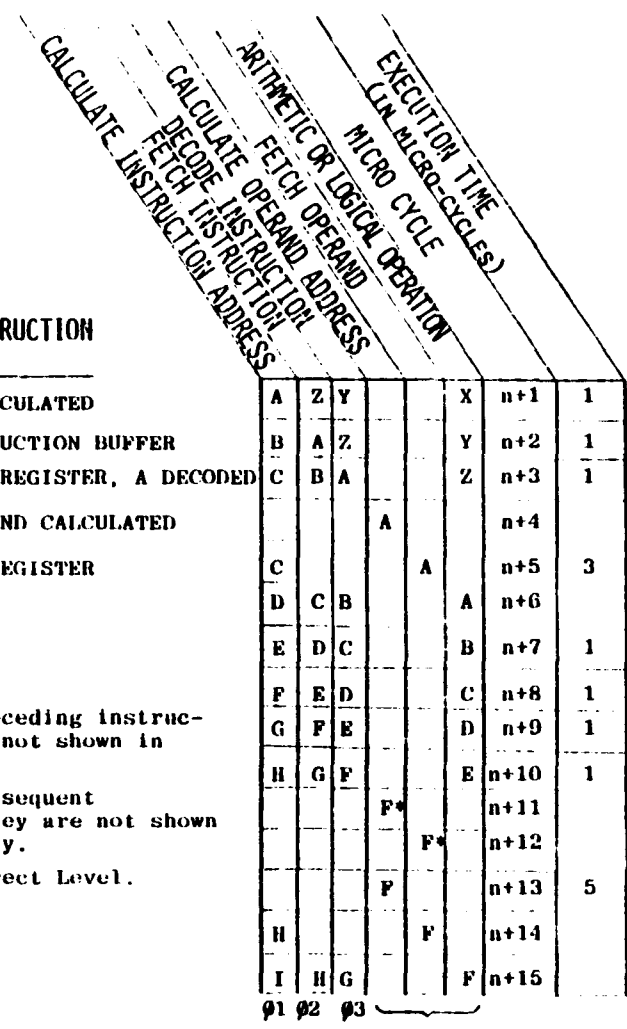 CALCULATE INSTRUCTION ADDRESS
FETCH INSTRUCTION
DECODE INSTRUCTION
CALCULATE OPERAND ADDRESS
FETCH OPERAND
ARITHMETIC OR LOGICAL OPERATION
MICRO CYCLE
EXECUTION TIME
(IN MICRO-CYCLES)
RUCTION
CULATED A Z Y X n+1 1
UCTION BUFFER B A Z Y n+2 1
REGISTER, A DECODED C B A Z n+3 1
ND CALCULATED A n+4
EGISTER C A n+5 3
D C B A n+6
E D C B n+7 1
F E D C n+8 1
ceding instruc-
G F E D n+9 1
not shown in
H G F E n+10 1
sequent
F* n+11
ey are not shown
F* n+12
y.
rect Level.
F n+13 5
H F n+14
I H G F n+15
Ø1 Ø2 Ø3